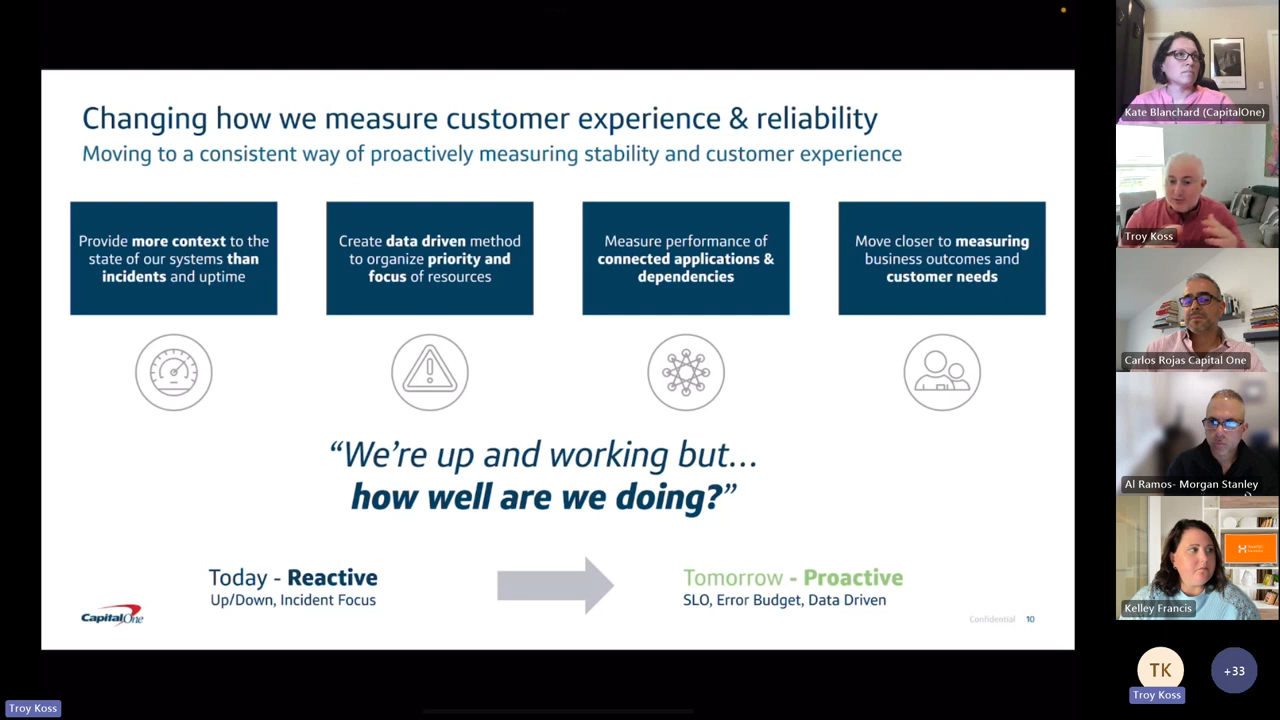 Changing how we measure customer experience & reliability
Moving to a consistent way of proactively measuring stability and customer experience
Provide more context to the
state of our systems than
incidents and uptime
Create data driven method
to organize priority and
focus of resources
Measure performance of
connected applications &
dependencies
Move closer to measuring
business outcomes and
customer needs
“We’re up and working but...
how well are we doing?”
Today - Reactive
Up/Down, Incident Focus
Tomorrow - Proactive
SLO, Error Budget, Data Driven
Capital One
Confidential 10
Kate Blanchard (CapitalOne)
Troy Koss
Carlos Rojas Capital One
Al Ramos- Morgan Stanley
Kelley Francis
TK
+33
Troy Koss
Troy Koss